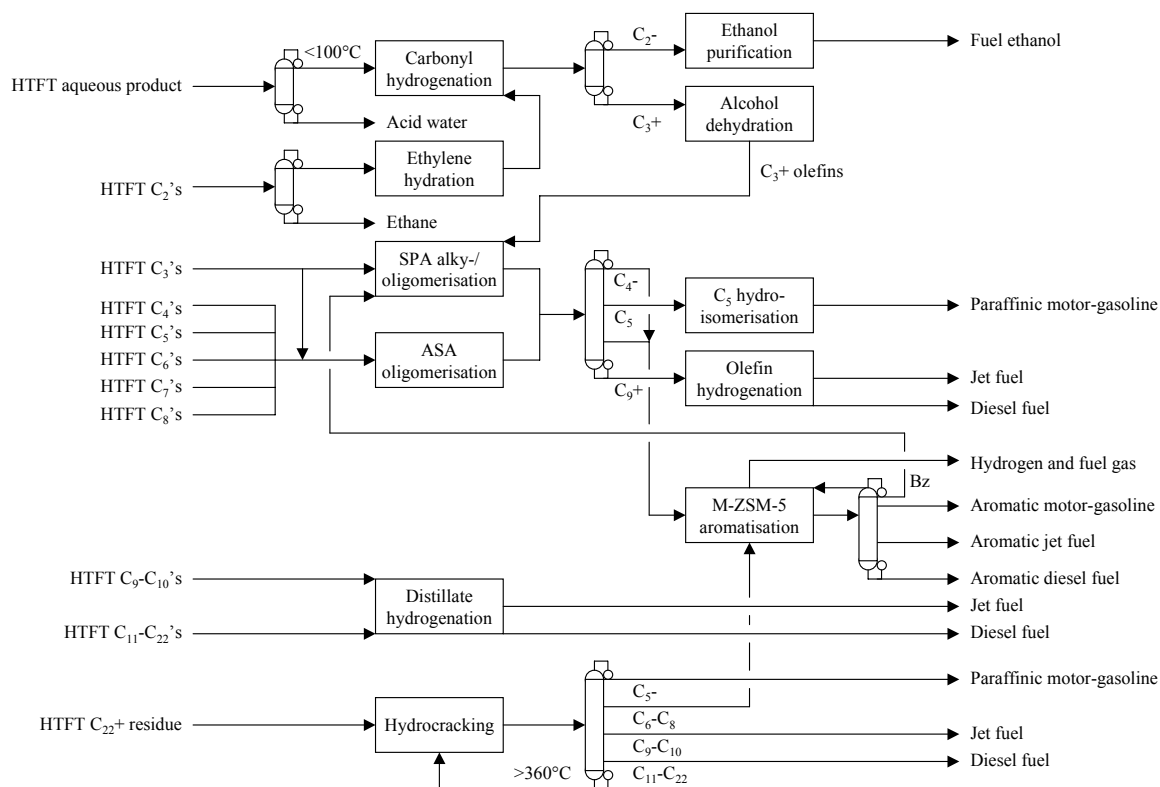 HTFT aqueous product
<100°C
Carbonyl
hydrogenation
C2-
Ethanol
purification
Fuel ethanol
Acid water
C3+
Alcohol
dehydration
HTFT C2's
Ethylene
hydration
C3+ olefins
Ethane
HTFT C3's
SPA alky-/
oligomerisation
C4-
C5 hydro-
isomerisation
Paraffinic motor-gasoline
HTFT C4's
HTFT C5's
C5
HTFT C6's
ASA
oligomerisation
HTFT C7's
HTFT C8's
C9+
Olefin
hydrogenation
Jet fuel
Diesel fuel
Hydrogen and fuel gas
Bz
M-ZSM-5
aromatisation
Aromatic motor-gasoline
Aromatic jet fuel
Aromatic diesel fuel
HTFT C9-C10's
Distillate
hydrogenation
Jet fuel
HTFT C11-C22's
Diesel fuel
Paraffinic motor-gasoline
C5-
HTFT C22+ residue
Hydrocracking
C6-C8
Jet fuel
C9-C10
Diesel fuel
>360°C
C11-C22